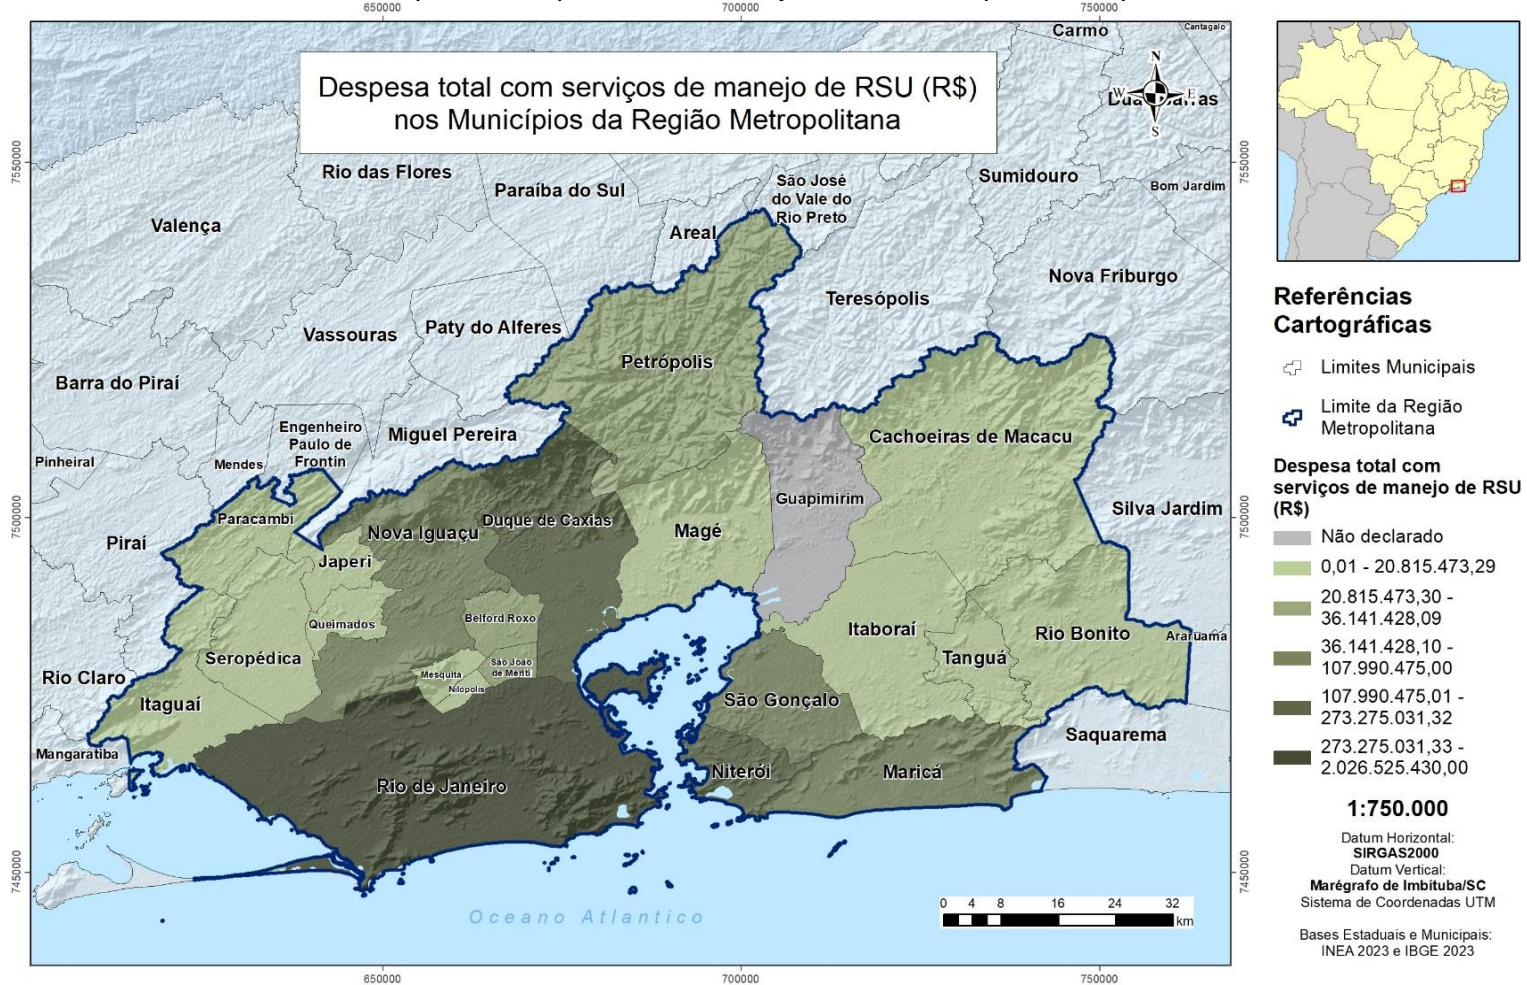 650000
700000
750000
Despesa total com serviços de manejo de RSU (R$)
nos Municípios da Região Metropolitana
Carmo
Cantagalo
N
W
E
S
7550000
7550000
Rio das Flores
Paraíba do Sul
São José
do Vale do
Rio Preto
Sumidouro
Bom Jardim
Valença
Areal
Nova Friburgo
Teresópolis
Vassouras
Paty do Alferes
Petrópolis
Barra do Piraí
Engenheiro
Paulo de
Frontin
Miguel Pereira
Cachoeiras de Macacu
Pinheiral
Mendes
Guapimirim
Silva Jardim
7500000
7500000
Paracambi
Nova Iguaçu
Duque de Caxias
Magé
Piraí
Japeri
Queimados
Belford Roxo
Itaboraí
Rio Bonito
Araruama
Seropédica
Tanguá
Rio Claro
Mesquita
São João
de Meriti
Nilópolis
Itaguaí
São Gonçalo
Mangaratiba
Saquarema
Rio de Janeiro
Niterói
Maricá
7450000
7450000
Oceano Atlantico
0 4 8 16 24 32
km
650000
700000
750000
Referências
Cartográficas
Limites Municipais
Limite da Região
Metropolitana
Despesa total com
serviços de manejo de RSU
(R$)
Não declarado
0,01 - 20.815.473,29
20.815.473,30 -
36.141.428,09
36.141.428,10 -
107.990.475,00
107.990.475,01 -
273.275.031,32
273.275.031,33 -
2.026.525.430,00
1:750.000
Datum Horizontal:
SIRGAS2000
Datum Vertical:
Marégrafo de Imbituba/SC
Sistema de Coordenadas UTM
Bases Estaduais e Municipais:
INEA 2023 e IBGE 2023